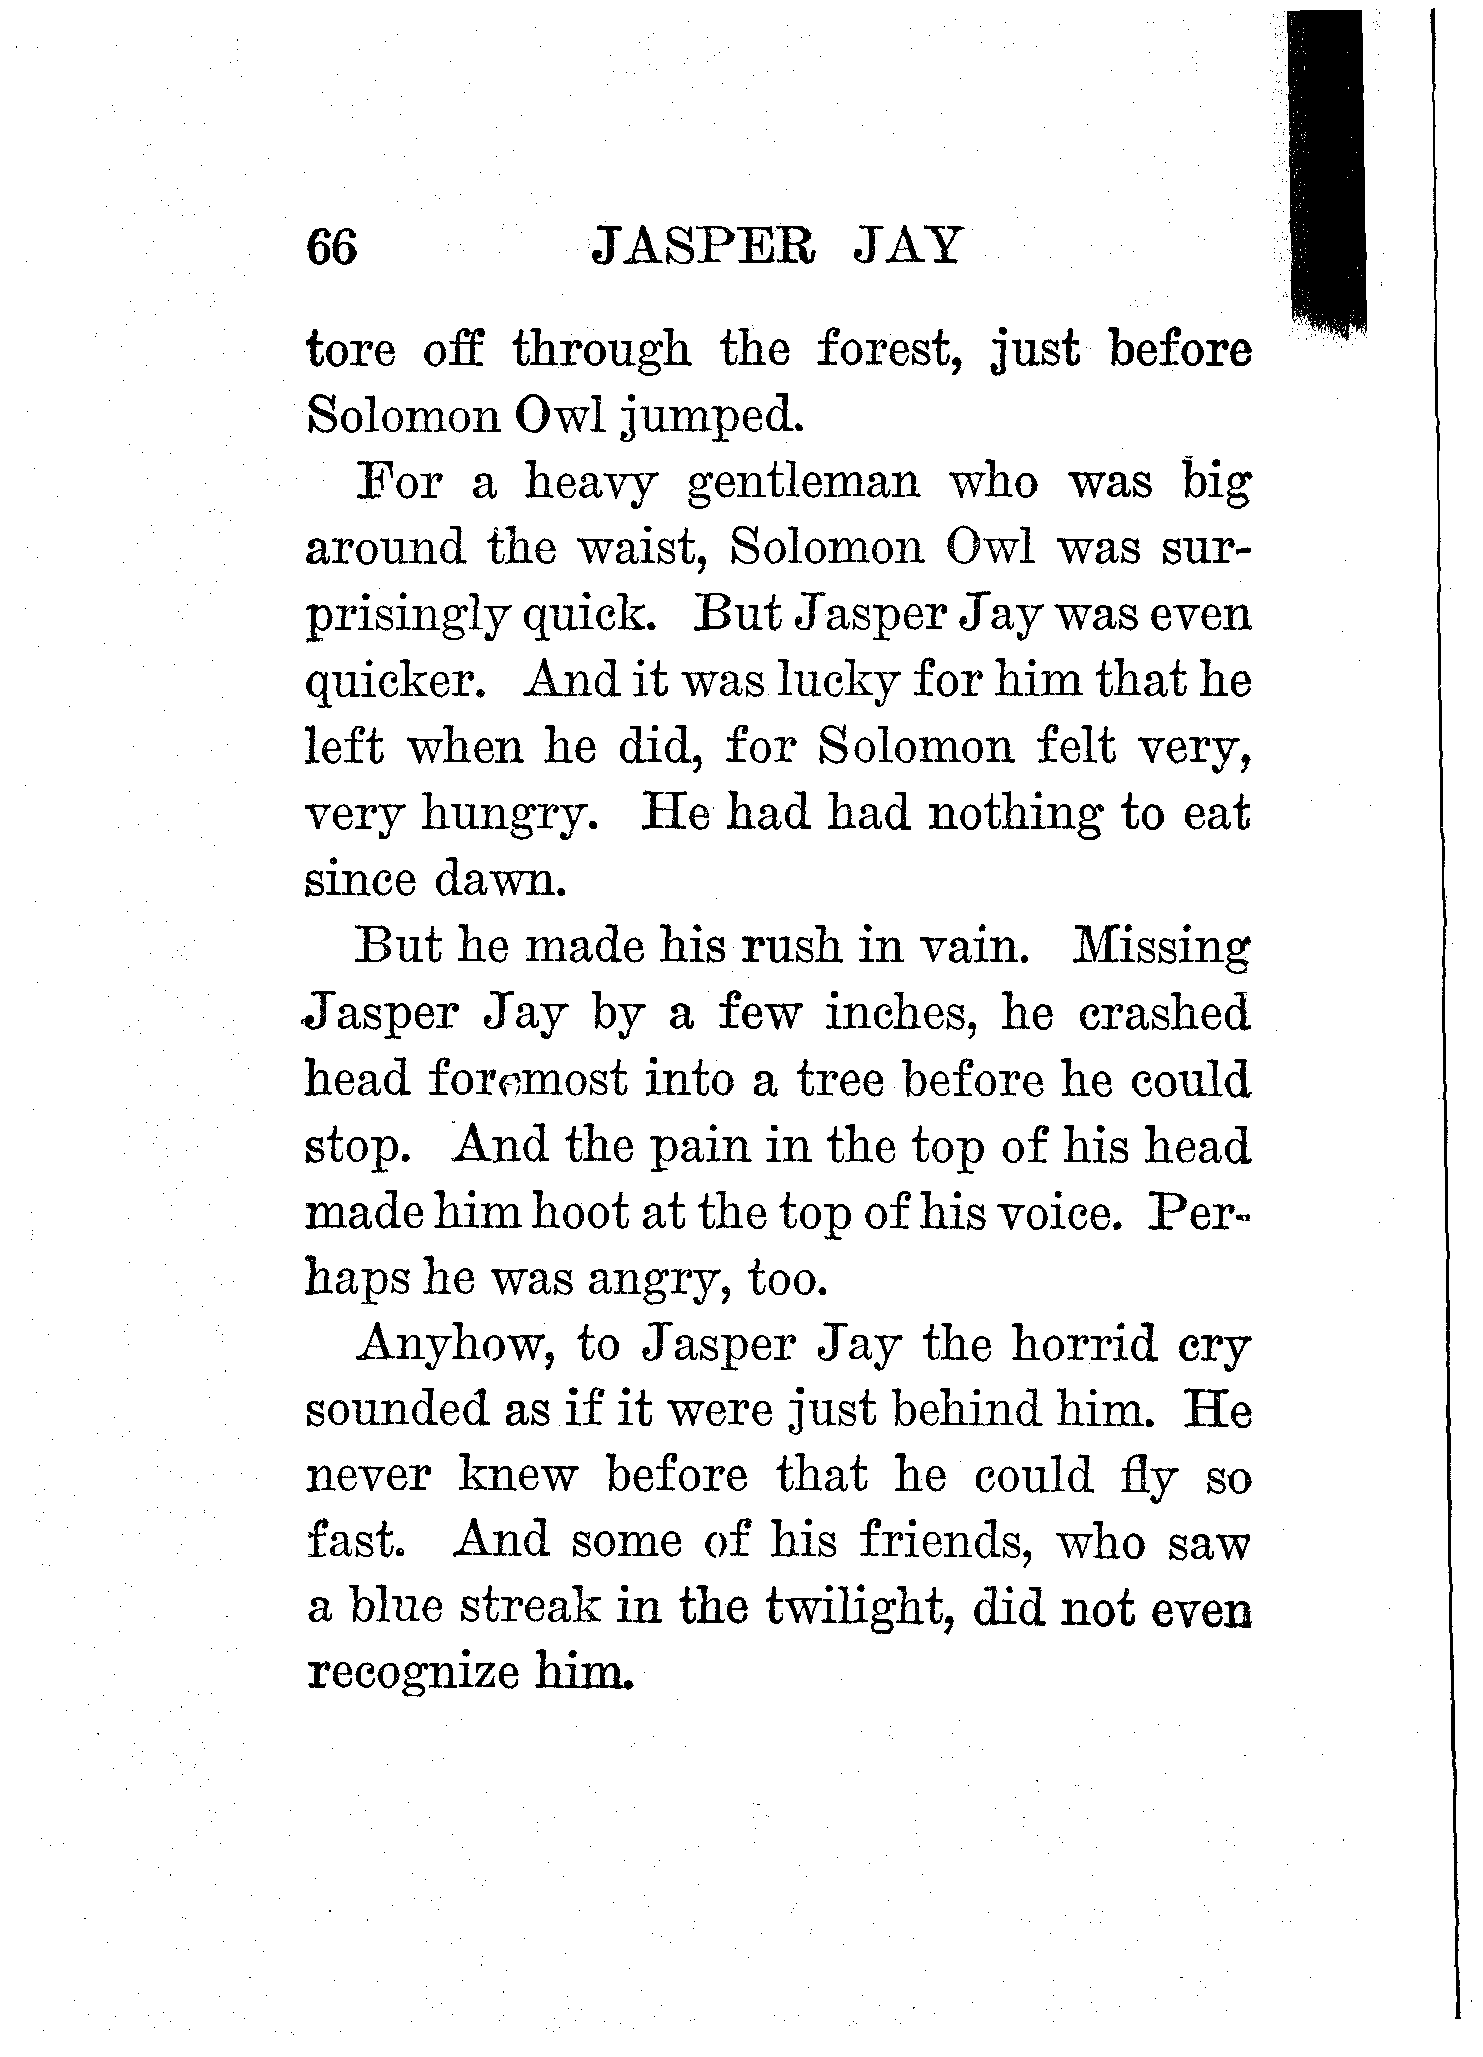 66 JASPER JAY
tore off through the forest, just before
Solomon Owl jumped.
For a heavy gentleman who was big
around the waist, Solomon Owl was sur-
prisingly quick. But Jasper Jay was even
quicker. And it was lucky for him that he
left when he did, for Solomon felt very,
very hungry. He had had nothing to eat
since dawn.
But he made his rush in vain. Missing
Jasper Jay by a few inches, he crashed
head foremost into a tree before he could
stop. And the pain in the top of his head
made him hoot at the top of his voice. Per-
haps he was angry, too.
Anyhow, to Jasper Jay the horrid cry
sounded as if it were just behind him. He
never knew before that he could fly so
fast. And some of his friends, who saw
a blue streak in the twilight, did not even
recognize him.